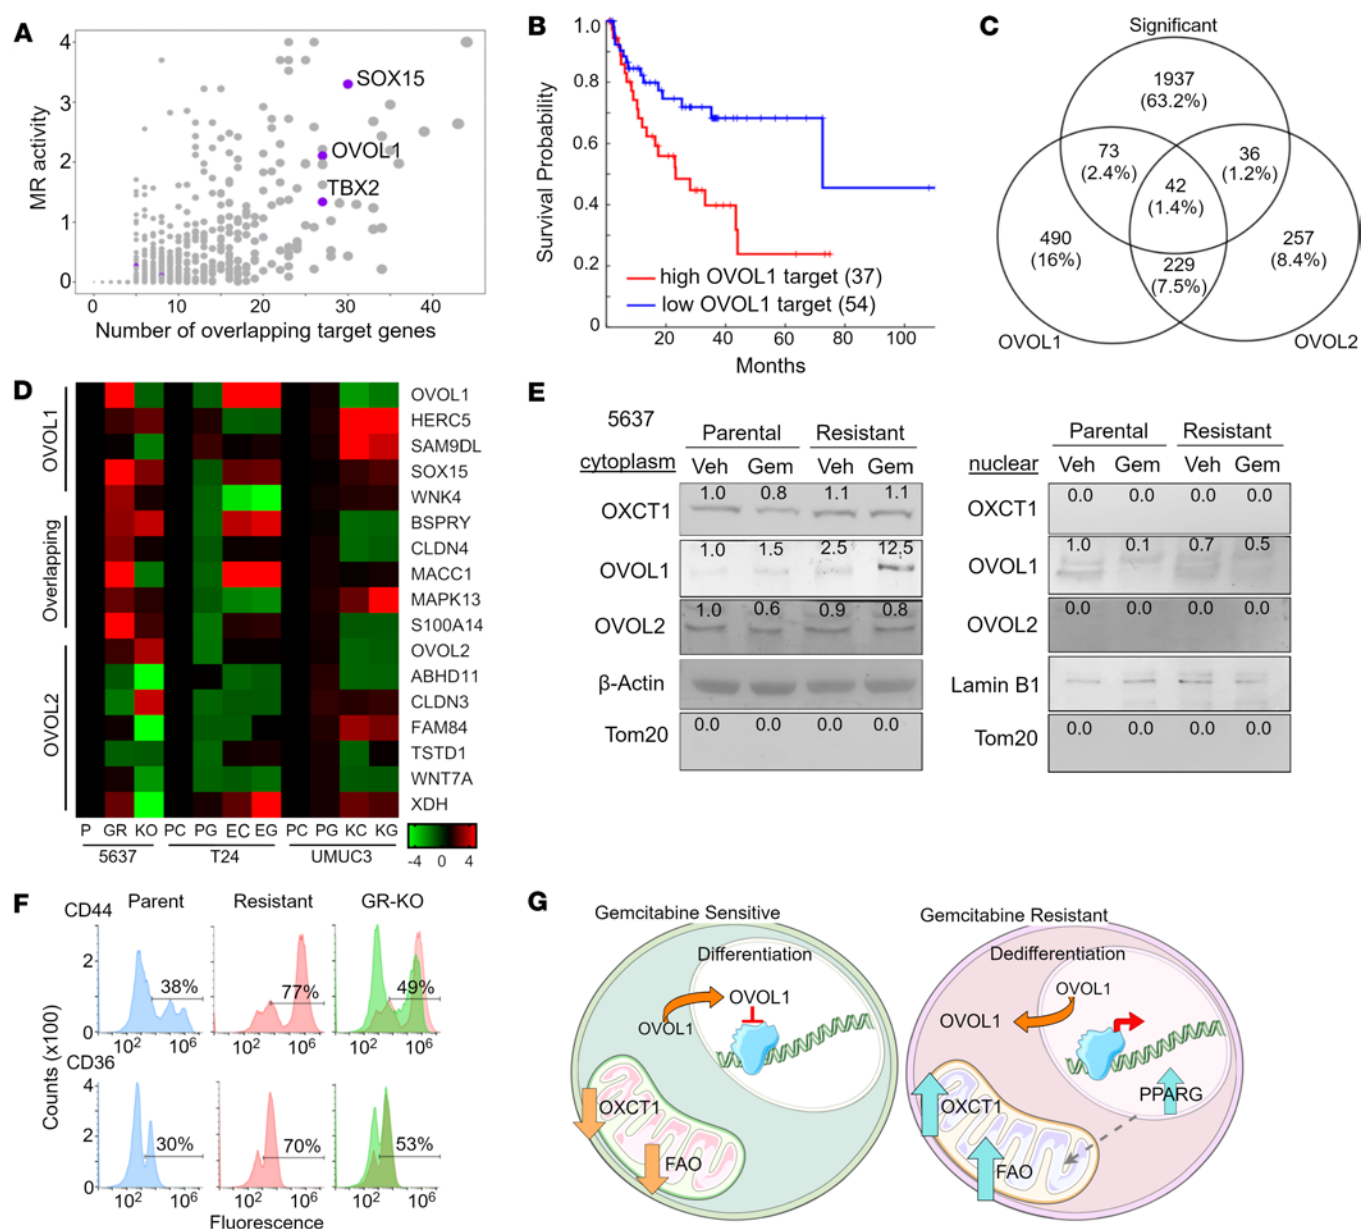 A
MR activity
4
3
2
1
0
SOX15
OVOL1
TBX2
0 10 20 30 40
Number of overlapping target genes
B
Survival Probability
1.0
0.8
0.6
0.4
0.2
0
high OVOL1 target (37)
low OVOL1 target (54)
20 40 60 80 100
Months
C
Significant
1937
(63.2%)
73
(2.4%)
36
(1.2%)
42
(1.4%)
490
(16%)
257
(8.4%)
229
(7.5%)
OVOL1
OVOL2
D
OVOL1
Overlapping
OVOL2
OVOL1
HERC5
SAM9DL
SOX15
WNK4
BSPRY
CLDN4
MACC1
MAPK13
S100A14
OVOL2
ABHD11
CLDN3
FAM84
TSTD1
WNT7A
XDH
P GR KO PC PG EC EG PC PG KC KG
5637 T24 UMUC3
-4 0 4
E
5637
Parental Resistant
cytoplasm Veh Gem Veh Gem
OXCT1 1.0 0.8 1.1 1.1
OVOL1 1.0 1.5 2.5 12.5
OVOL2 1.0 0.6 0.9 0.8
β-Actin
Tom20 0.0 0.0 0.0 0.0
Parental Resistant
nuclear Veh Gem Veh Gem
OXCT1 0.0 0.0 0.0 0.0
OVOL1 1.0 0.1 0.7 0.5
OVOL2 0.0 0.0 0.0 0.0
Lamin B1
Tom20 0.0 0.0 0.0 0.0
F
Parent Resistant GR-KO
CD44
Counts (x100)
2
0
38% 77% 49%
10² 10⁶ 10² 10⁶ 10² 10⁶
CD36
4
2
0
30% 70% 53%
10² 10⁶ 10² 10⁶ 10² 10⁶
Fluorescence
G
Gemcitabine Sensitive
Differentiation
OVOL1
OVOL1
OXCT1
FAO
Gemcitabine Resistant
Dedifferentiation
OVOL1
OVOL1
PPARG
OXCT1
FAO